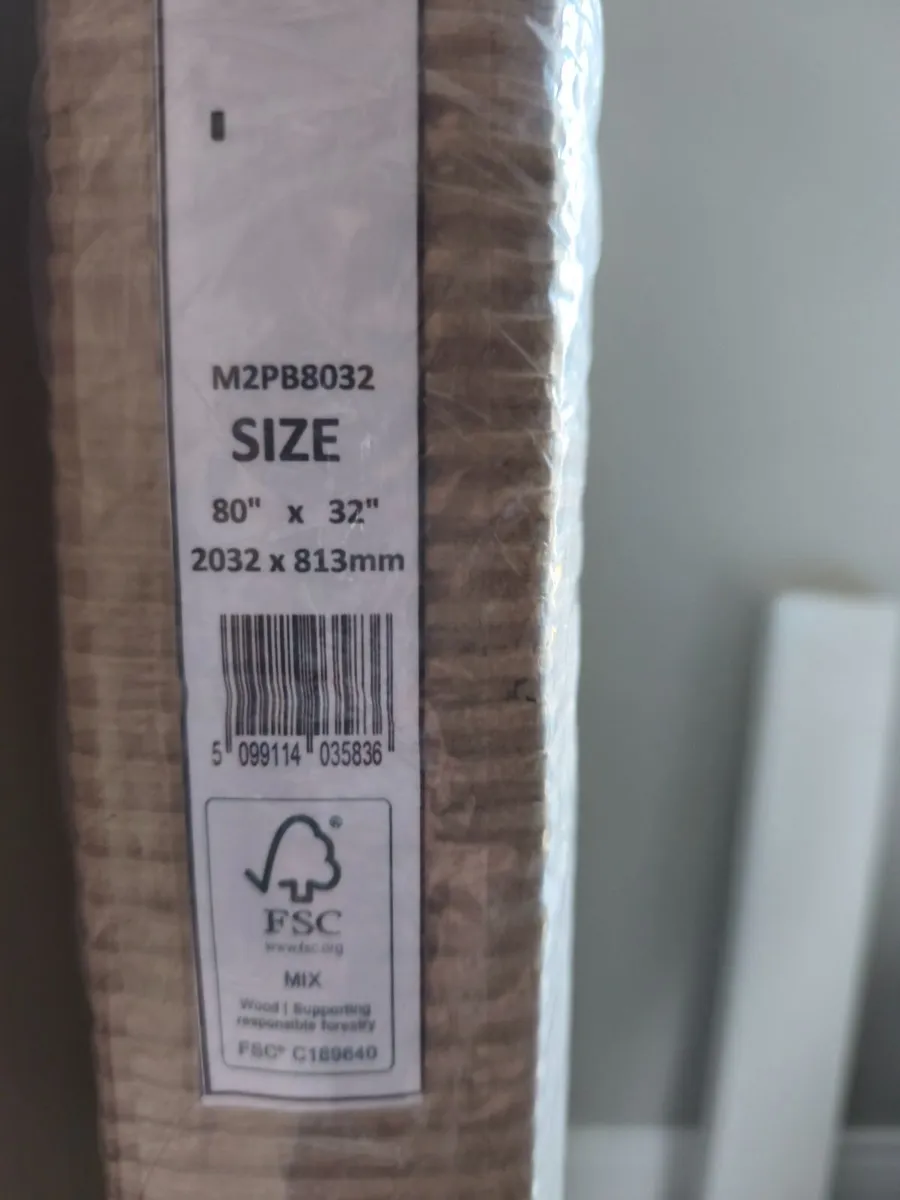 M2PB8032
SIZE
80" x 32"
2032 x 813mm
5 099114 035836
FSC
www.fsc.org
MIX
Wood | Supporting
responsible forestry
FSC® C189640